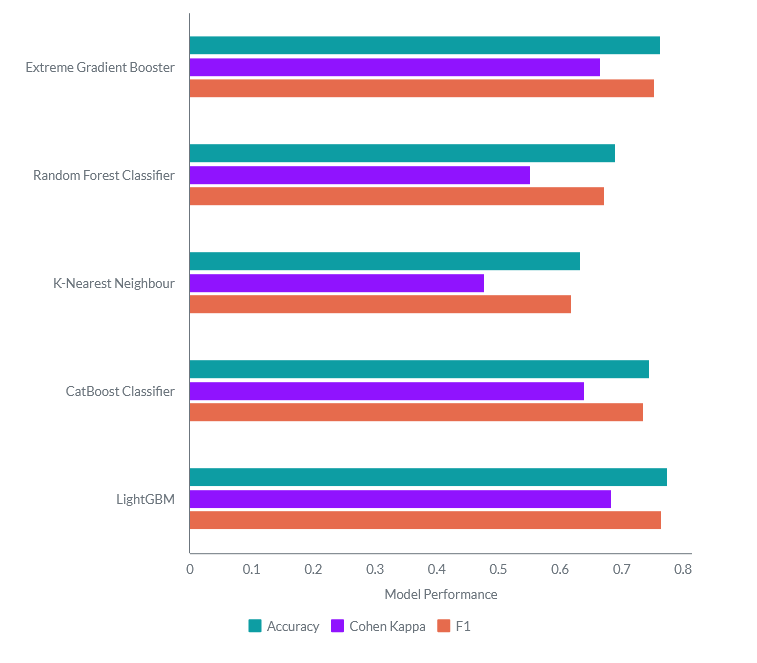 Extreme Gradient Booster
Random Forest Classifier
K-Nearest Neighbour
CatBoost Classifier
LightGBM
0 0.1 0.2 0.3 0.4 0.5 0.6 0.7 0.8
Model Performance
Accuracy Cohen Kappa F1